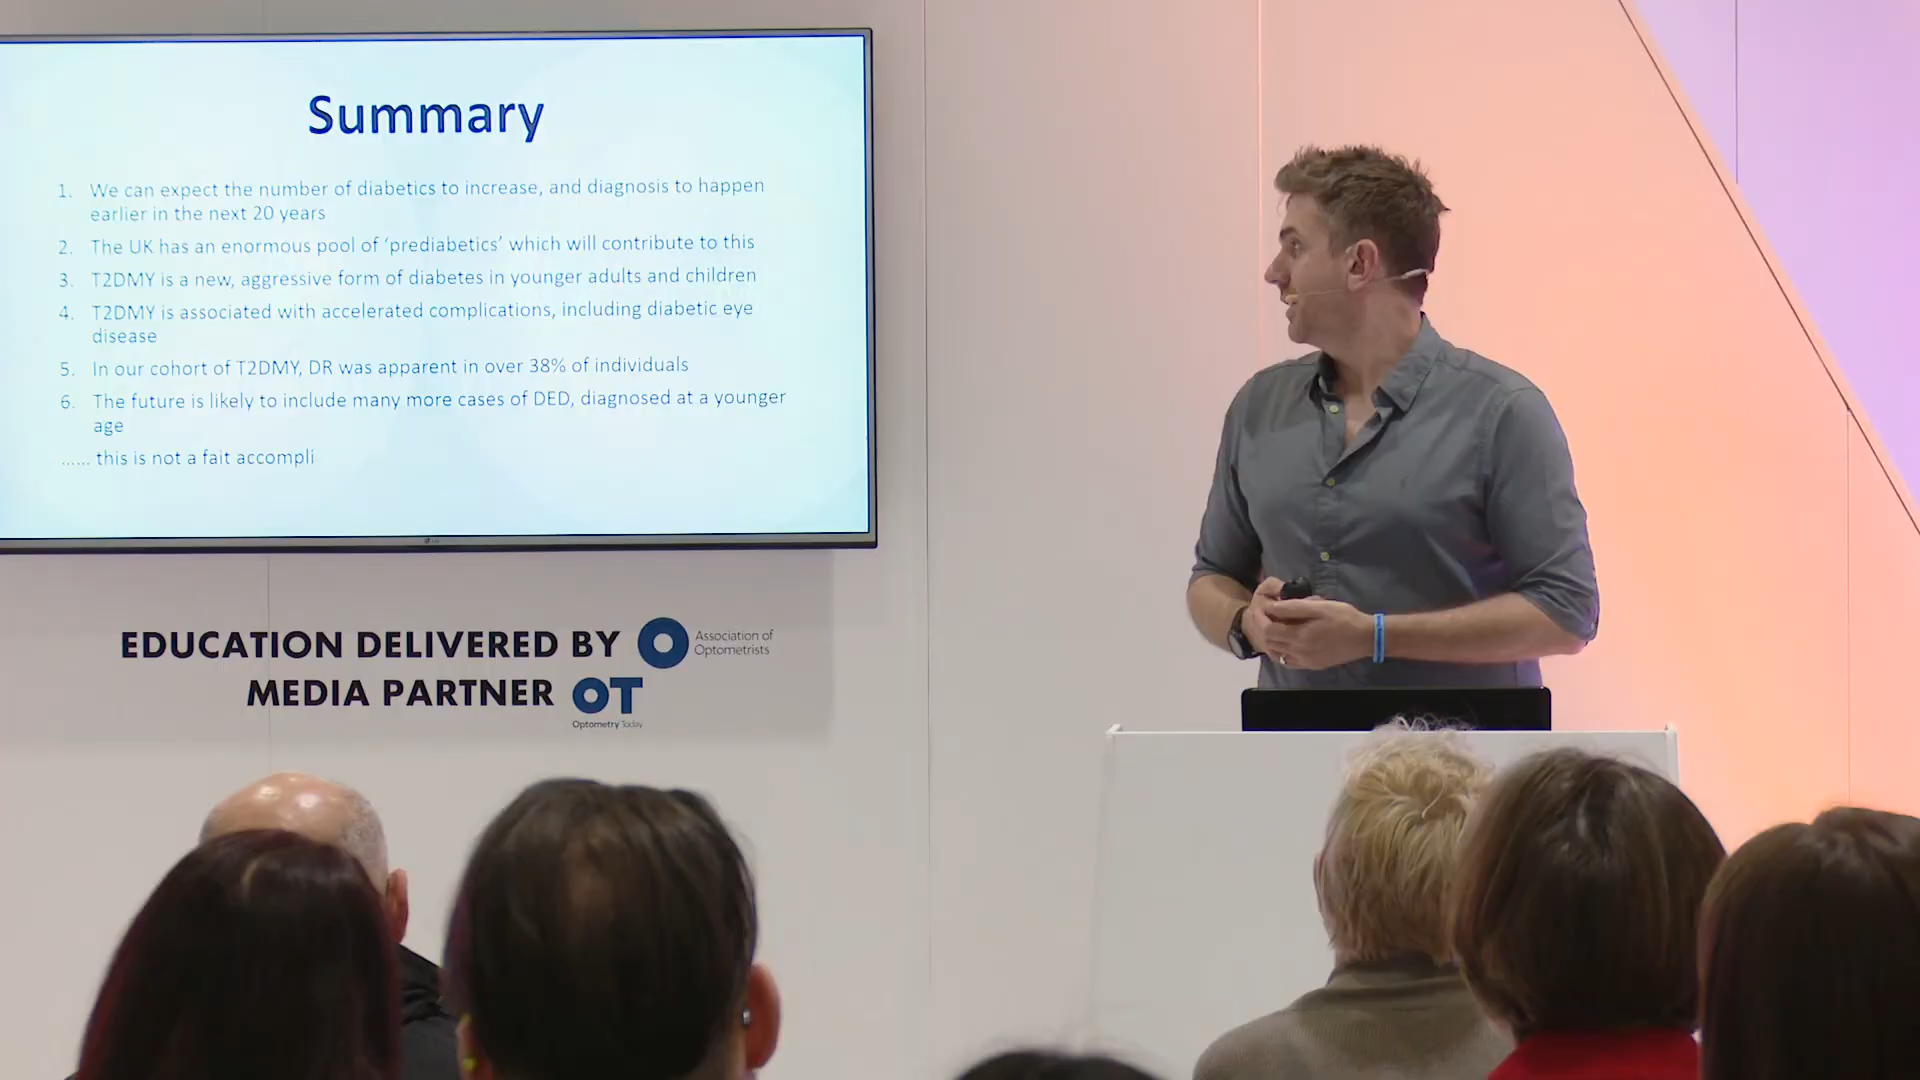 Summary
1. We can expect the number of diabetics to increase, and diagnosis to happen
earlier in the next 20 years
2. The UK has an enormous pool of ‘prediabetics’ which will contribute to this
3. T2DMY is a new, aggressive form of diabetes in younger adults and children
4. T2DMY is associated with accelerated complications, including diabetic eye
disease
5. In our cohort of T2DMY, DR was apparent in over 38% of individuals
6. The future is likely to include many more cases of DED, diagnosed at a younger
age
...... this is not a fait accompli
EDUCATION DELIVERED BY
Association of
Optometrists
MEDIA PARTNER OT
Optometry Today